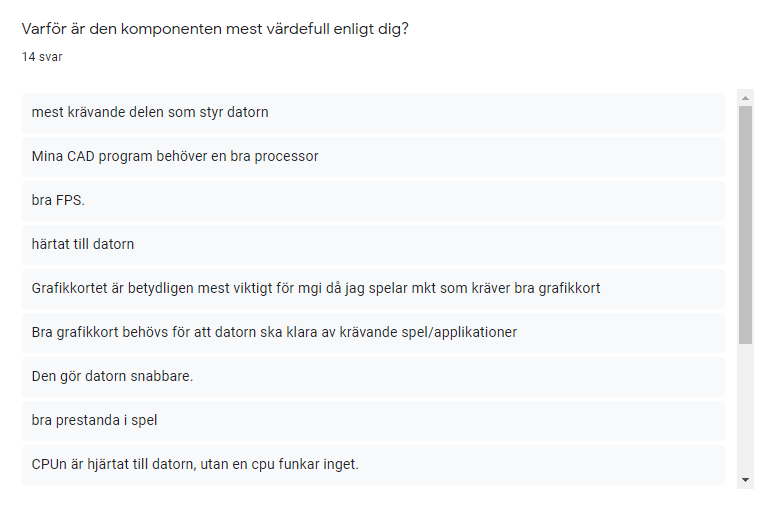 Varför är den komponenten mest värdefull enligt dig?
14 svar
mest krävande delen som styr datorn
Mina CAD program behöver en bra processor
bra FPS.
härtat till datorn
Grafikkortet är betydligen mest viktigt för mgi då jag spelar mkt som kräver bra grafikkort
Bra grafikkort behövs för att datorn ska klara av krävande spel/applikationer
Den gör datorn snabbare.
bra prestanda i spel
CPUn är hjärtat till datorn, utan en cpu funkar inget.